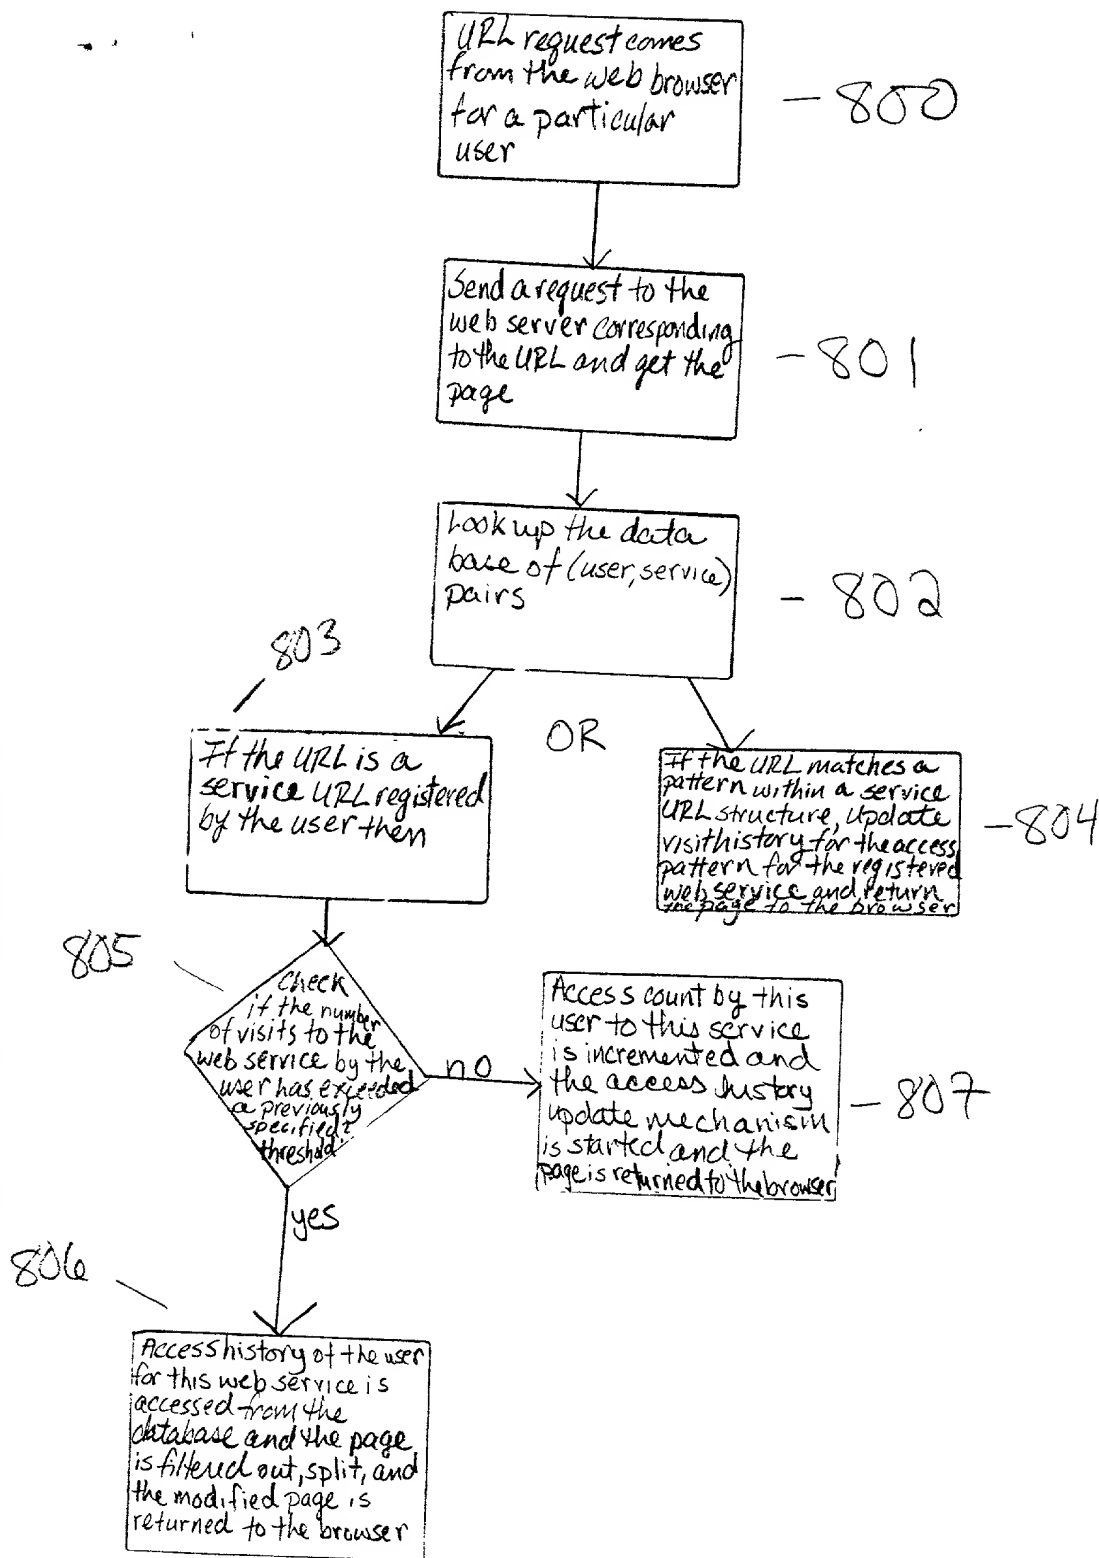 URL request comes
from the web browser
for a particular
user
- 800
Send a request to the
web server corresponding
to the URL and get the
page
- 801
Look up the data
base of (user, service)
pairs
- 802
803
If the URL is a
service URL registered
by the user then
OR
If the URL matches a
pattern within a service
URL structure, update
visit history for the access
pattern for the registered
web service and return
the page to the browser
- 804
805
Check
if the number
of visits to the
web service by the
user has exceeded
a previously
specified
threshold
no
Access count by this
user to this service
is incremented and
the access history
update mechanism
is started and the
page is returned to the browser
- 807
yes
806
Access history of the user
for this web service is
accessed from the
database and the page
is filtered out, split, and
the modified page is
returned to the browser